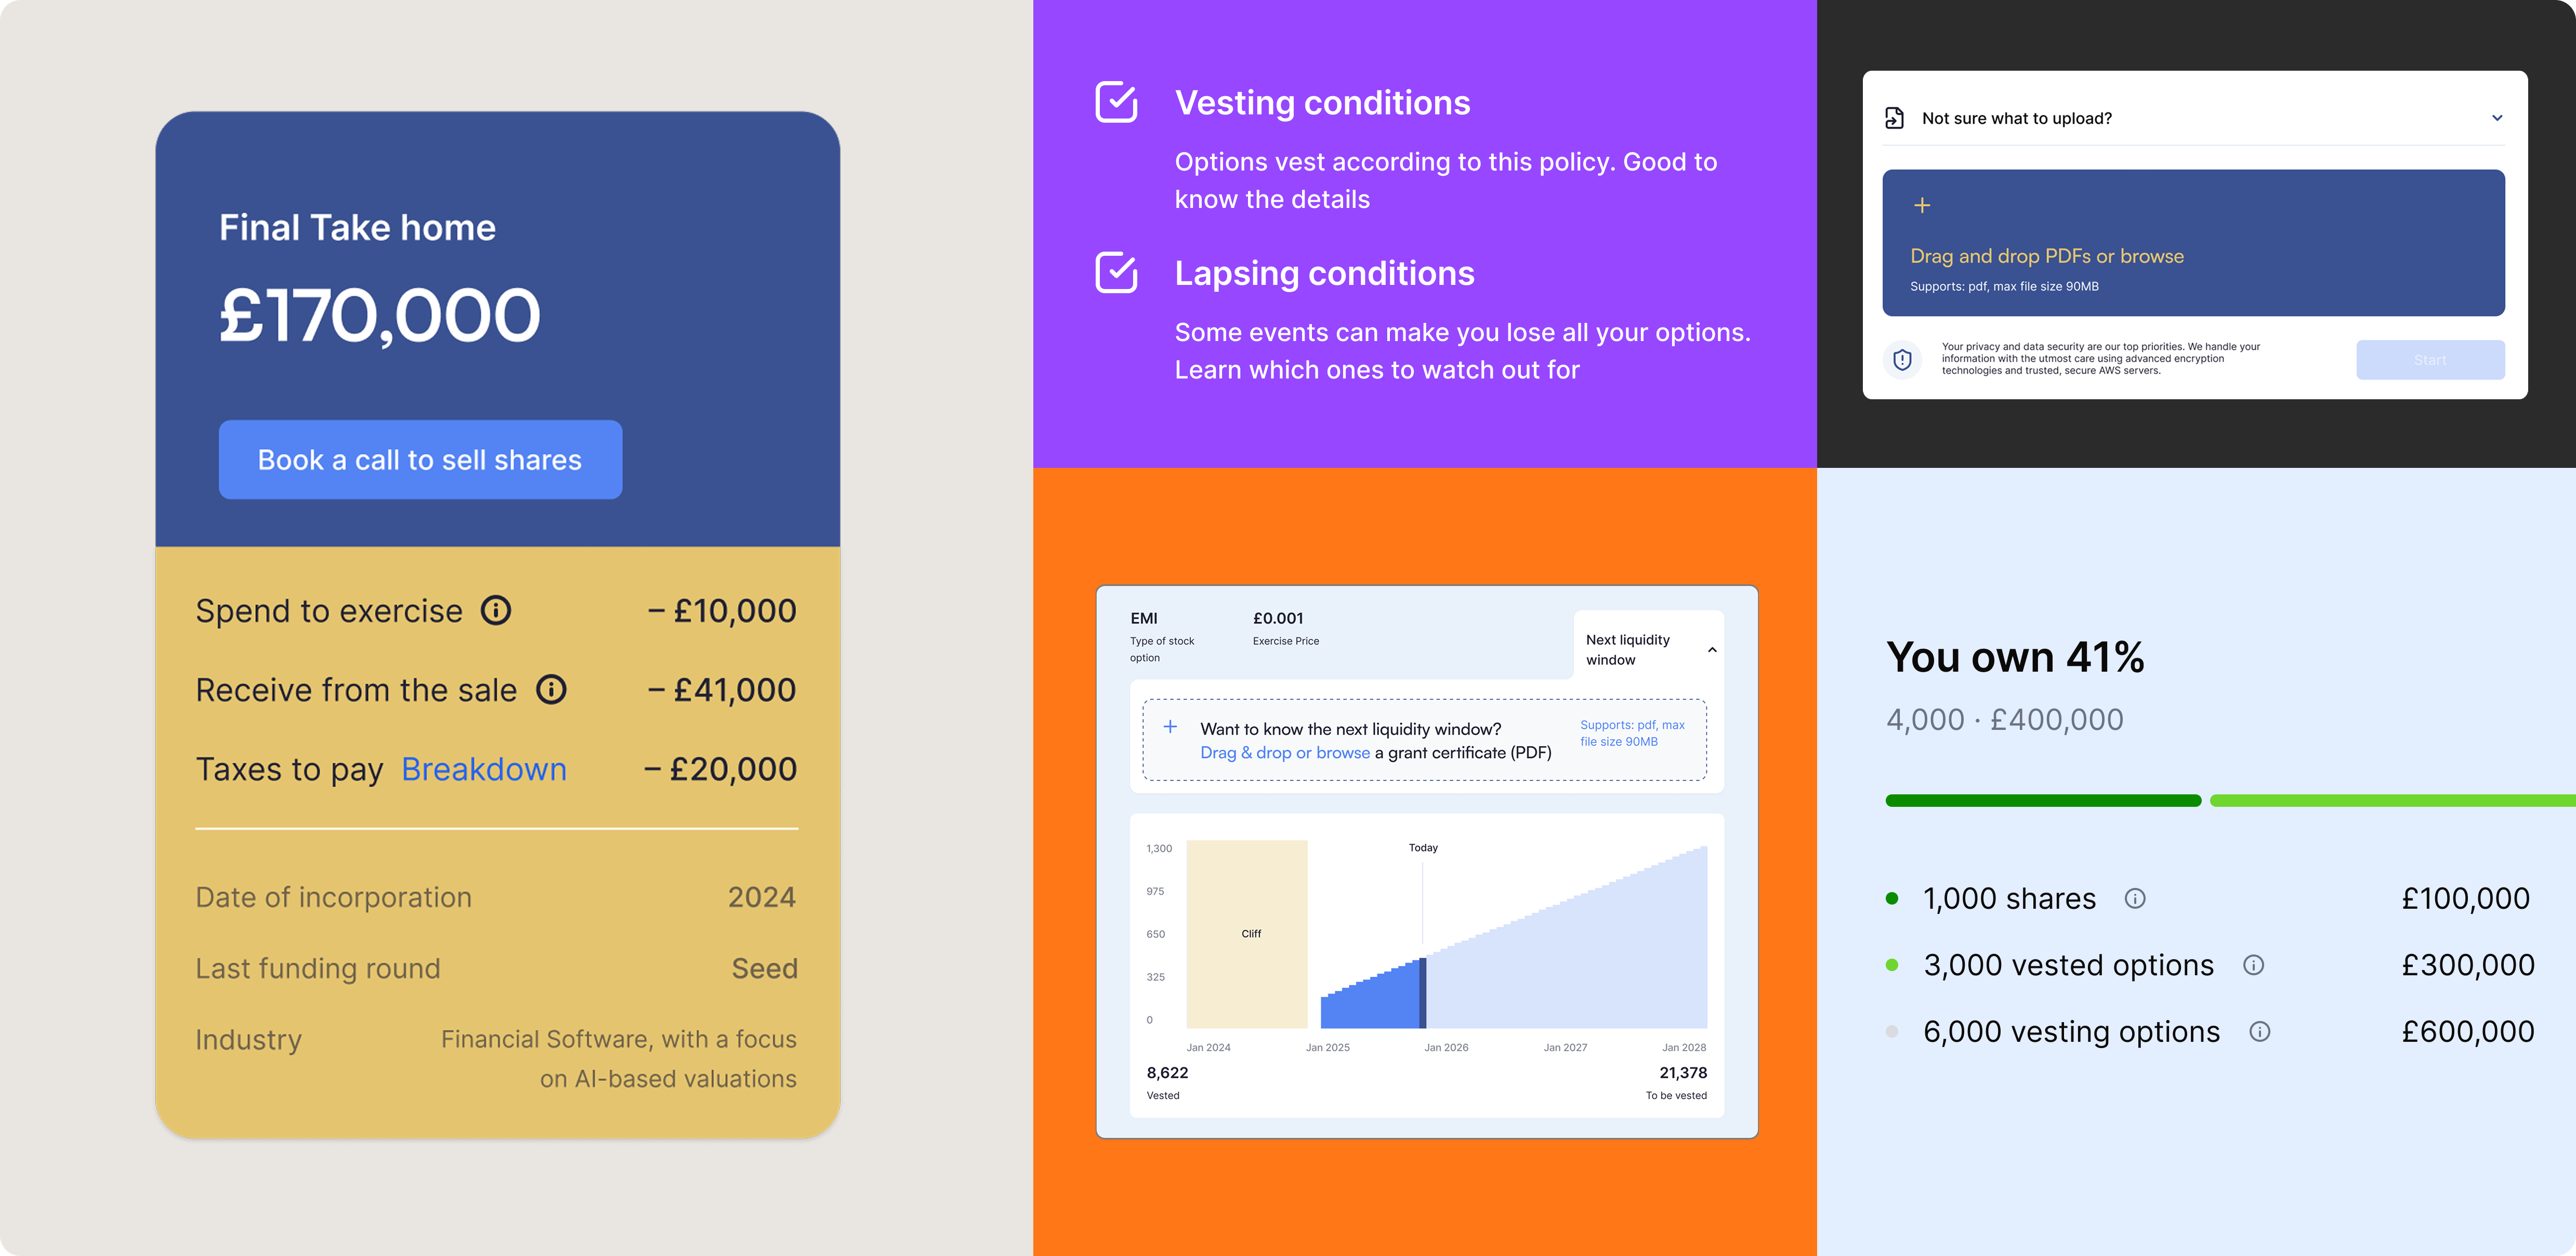 Final Take home
£170,000
Book a call to sell shares
Spend to exercise – £10,000
Receive from the sale – £41,000
Taxes to pay Breakdown – £20,000
Date of incorporation 2024
Last funding round Seed
Industry Financial Software, with a focus
on AI-based valuations
Vesting conditions
Options vest according to this policy. Good to
know the details
Lapsing conditions
Some events can make you lose all your options.
Learn which ones to watch out for
Not sure what to upload?
Drag and drop PDFs or browse
Supports: pdf, max file size 90MB
Your privacy and data security are our top priorities. We handle your
information with the utmost care using advanced encryption
technologies and trusted, secure AWS servers.
Start
EMI
Type of stock
option
£0.001
Exercise Price
Next liquidity
window
Want to know the next liquidity window?
Drag & drop or browse a grant certificate (PDF)
Supports: pdf, max
file size 90MB
1,300
975
650
325
0
Cliff
Today
Jan 2024 Jan 2025 Jan 2026 Jan 2027 Jan 2028
8,622
Vested
21,378
To be vested
You own 41%
4,000 · £400,000
1,000 shares £100,000
3,000 vested options £300,000
6,000 vesting options £600,000